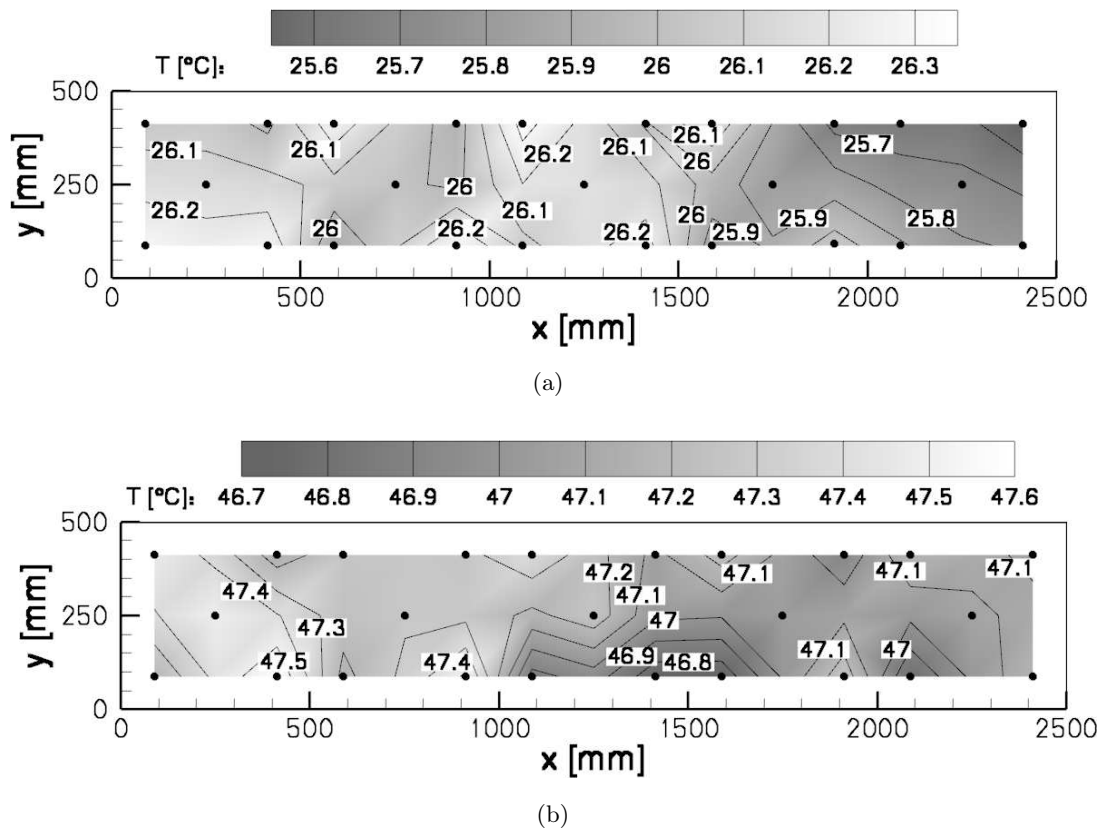 T [°C]: 25.6 25.7 25.8 25.9 26 26.1 26.2 26.3
500
250
0
y [mm]
26.1 26.1 26.2 26.1 26.1 25.7
26
26.2 26 26
26 26.2 26.1 26.2 26 25.9 25.9 25.8
0 500 1000 1500 2000 2500
x [mm]
(a)
T [°C]: 46.7 46.8 46.9 47 47.1 47.2 47.3 47.4 47.5 47.6
500
250
0
y [mm]
47.4 47.2 47.1 47.1 47.1
47.1
47.3 47
47.5 47.4 46.9 46.8 47.1 47
0 500 1000 1500 2000 2500
x [mm]
(b)